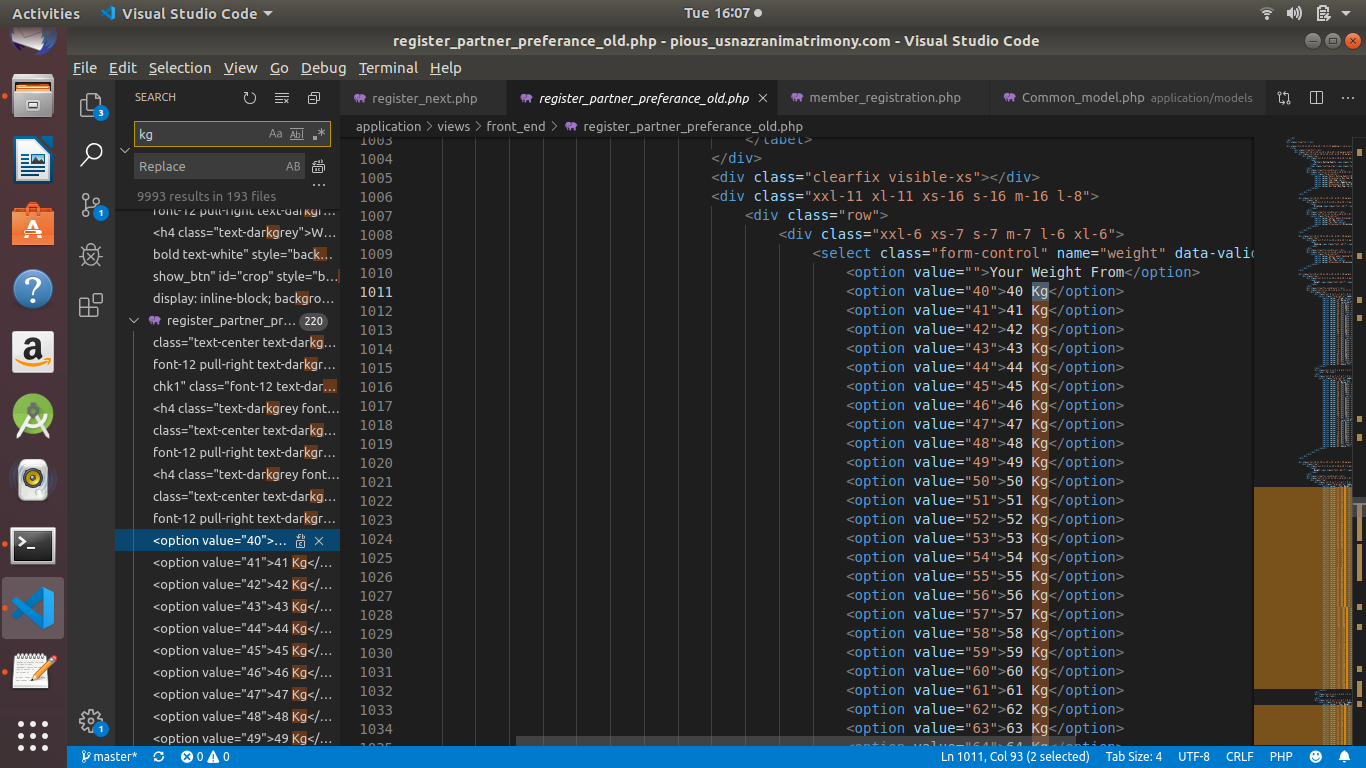 Activities
Visual Studio Code
Tue 16:07
register_partner_preferance_old.php - pious_usnazranimatrimony.com - Visual Studio Code
File Edit Selection View Go Debug Terminal Help
3
1
1
SEARCH
kg
Aa Abl .*
Replace
AB
9993 results in 193 files
font-12 pull-right text-darkgr...
<h4 class="text-darkgrey">W...
bold text-white" style="back...
show_btn" id="crop" style="b...
display: inline-block; backgro...
register_partner_pr... 220
class="text-center text-darkg...
font-12 pull-right text-darkgr...
chk1" class="font-12 text-dar...
<h4 class="text-darkgrey font...
class="text-center text-darkg...
font-12 pull-right text-darkgr...
<h4 class="text-darkgrey font...
class="text-center text-darkg...
font-12 pull-right text-darkgr...
<option value="40">...
<option value="41">41 Kg</...
<option value="42">42 Kg</...
<option value="43">43 Kg</...
<option value="44">44 Kg</...
<option value="45">45 Kg</...
<option value="46">46 Kg</...
<option value="47">47 Kg</...
<option value="48">48 Kg</...
<option value="49">49 Kg</...
register_next.php
register_partner_preferance_old.php
member_registration.php
Common_model.php application/models
application > views > front_end > register_partner_preferance_old.php
1003 </label>
1004 </div>
1005 <div class="clearfix visible-xs"></div>
1006 <div class="xxl-11 xl-11 xs-16 s-16 m-16 l-8">
1007 <div class="row">
1008 <div class="xxl-6 xs-7 s-7 m-7 l-6 xl-6">
1009 <select class="form-control" name="weight" data-valid
1010 <option value="">Your Weight From</option>
1011 <option value="40">40 Kg</option>
1012 <option value="41">41 Kg</option>
1013 <option value="42">42 Kg</option>
1014 <option value="43">43 Kg</option>
1015 <option value="44">44 Kg</option>
1016 <option value="45">45 Kg</option>
1017 <option value="46">46 Kg</option>
1018 <option value="47">47 Kg</option>
1019 <option value="48">48 Kg</option>
1020 <option value="49">49 Kg</option>
1021 <option value="50">50 Kg</option>
1022 <option value="51">51 Kg</option>
1023 <option value="52">52 Kg</option>
1024 <option value="53">53 Kg</option>
1025 <option value="54">54 Kg</option>
1026 <option value="55">55 Kg</option>
1027 <option value="56">56 Kg</option>
1028 <option value="57">57 Kg</option>
1029 <option value="58">58 Kg</option>
1030 <option value="59">59 Kg</option>
1031 <option value="60">60 Kg</option>
1032 <option value="61">61 Kg</option>
1033 <option value="62">62 Kg</option>
1034 <option value="63">63 Kg</option>
1035 <option value="64">64 Kg</option>
master* 0 0 Ln 1011, Col 93 (2 selected) Tab Size: 4 UTF-8 CRLF PHP